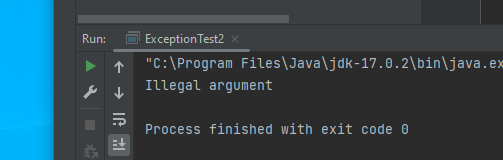 Run: ExceptionTest2
"C:\Program Files\Java\jdk-17.0.2\bin\java.ex
Illegal argument
Process finished with exit code 0